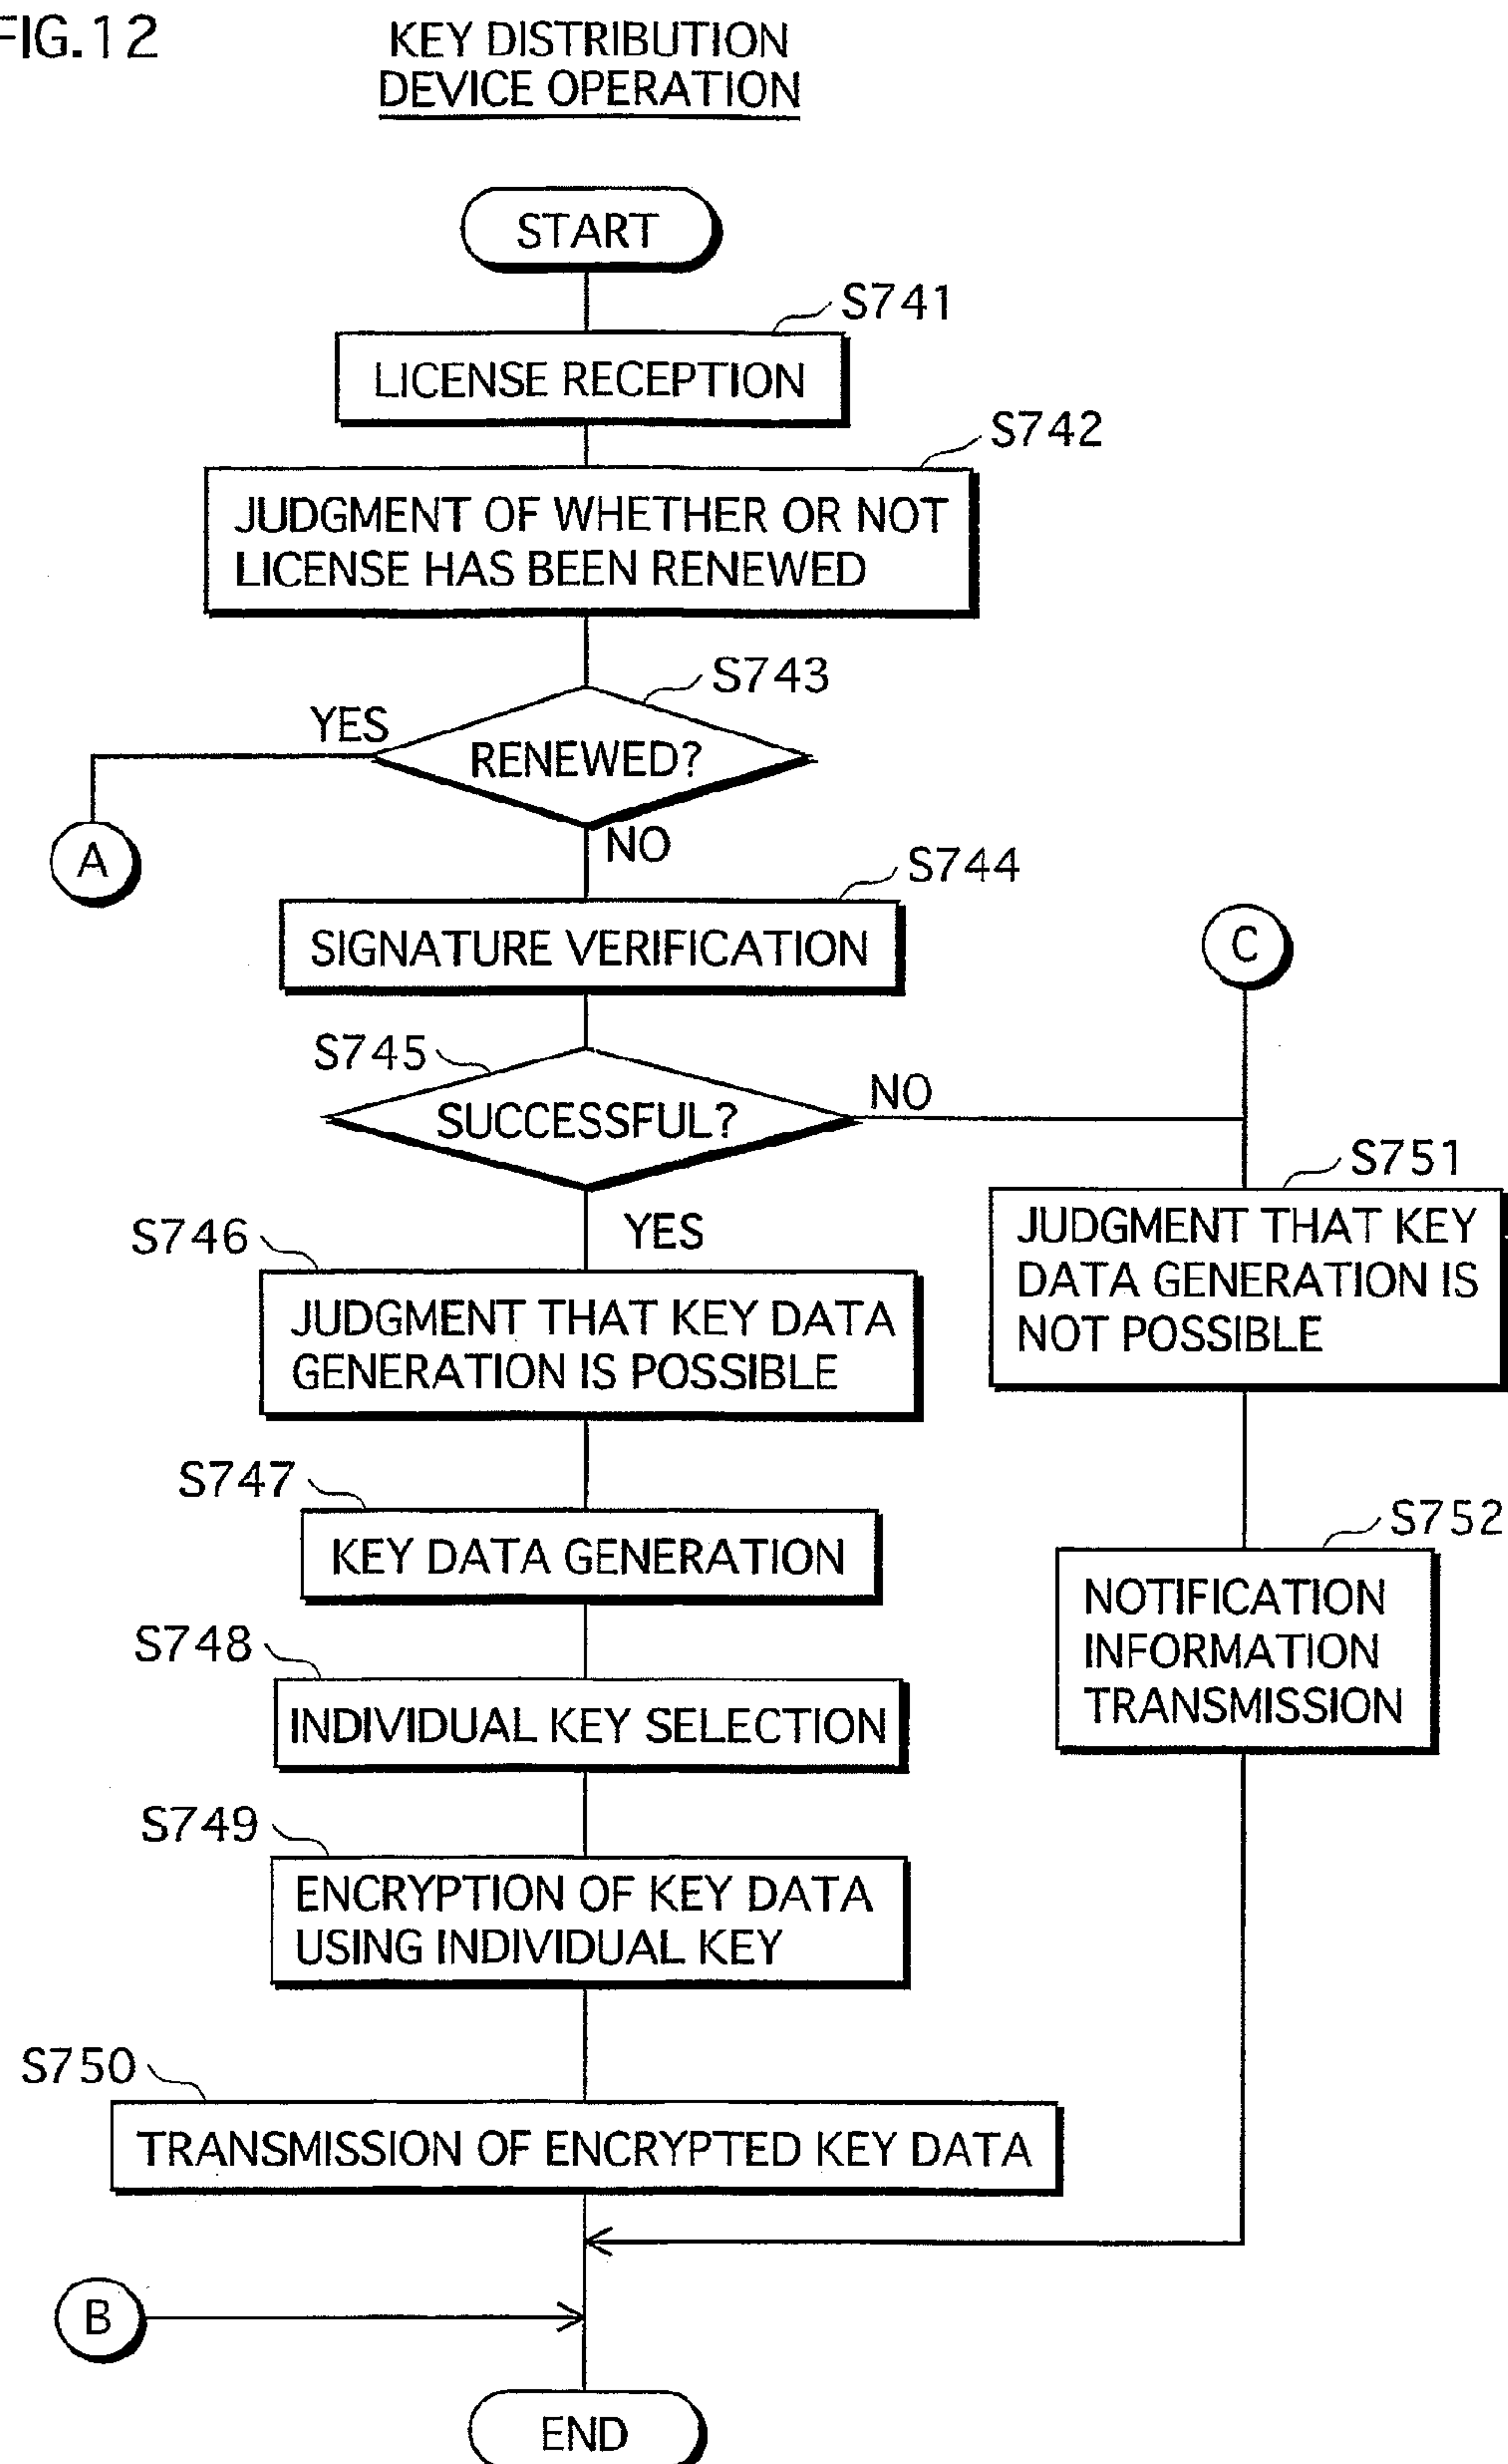 FIG.12
KEY DISTRIBUTION
DEVICE OPERATION
START
S741
LICENSE RECEPTION
S742
JUDGMENT OF WHETHER OR NOT
LICENSE HAS BEEN RENEWED
S743
YES
RENEWED?
A
NO
S744
SIGNATURE VERIFICATION
C
S745
SUCCESSFUL?
NO
YES
S751
JUDGMENT THAT KEY
DATA GENERATION IS
NOT POSSIBLE
S746
JUDGMENT THAT KEY DATA
GENERATION IS POSSIBLE
S747
KEY DATA GENERATION
S752
NOTIFICATION
INFORMATION
TRANSMISSION
S748
INDIVIDUAL KEY SELECTION
S749
ENCRYPTION OF KEY DATA
USING INDIVIDUAL KEY
S750
TRANSMISSION OF ENCRYPTED KEY DATA
B
END